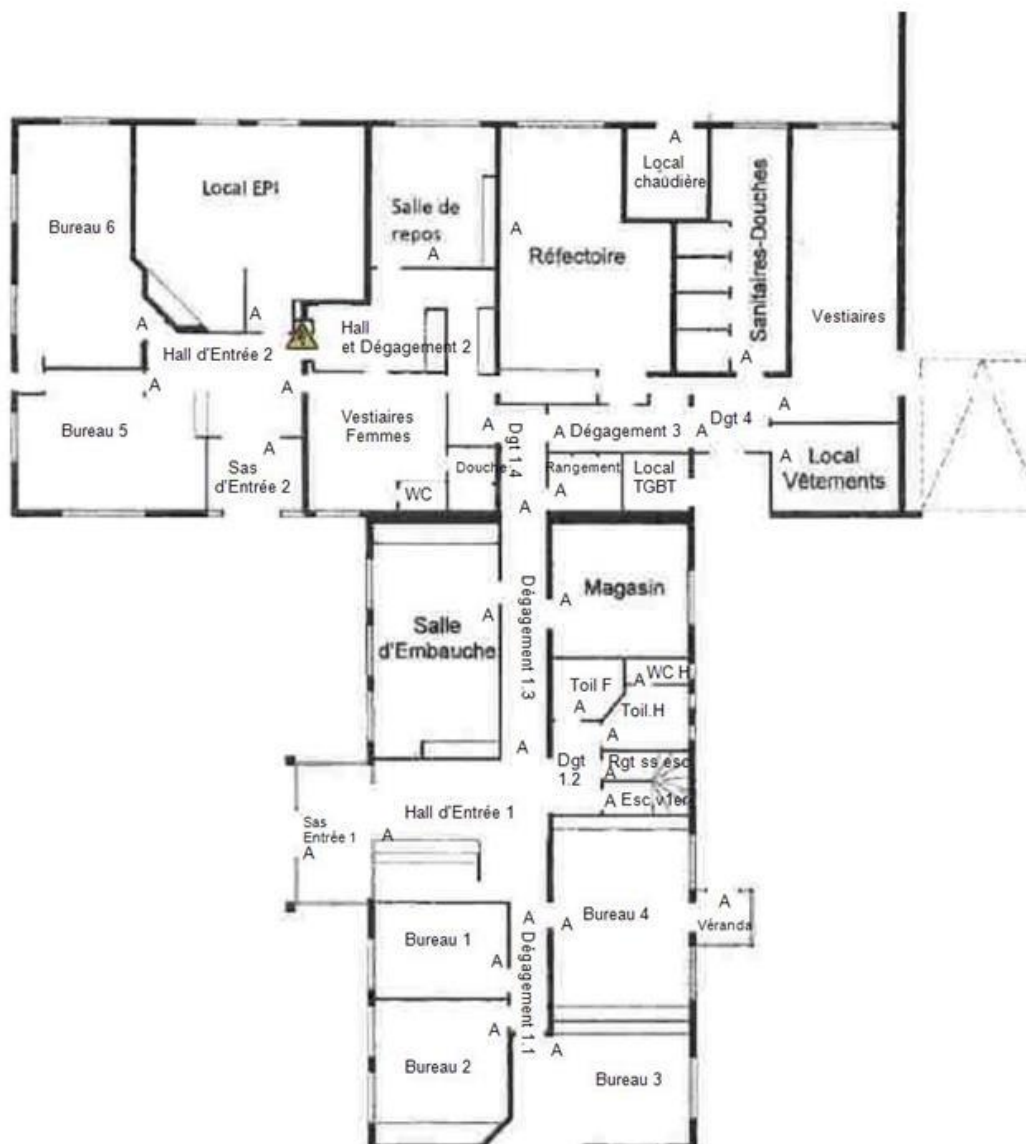 A
Local
chaudière
Sanitaires-Douches
Local EPI
Salle de
repos
A
Bureau 6
A
Réfectoire
Vestiaires
A
A
Hall
et Dégagement 2
Hall d'Entrée 2
A
A
A
A
Vestiaires
Femmes
A
Bureau 5
A
Dgt 1.4
A
Dégagement 3
A
Dgt 4
A
Sas
d'Entrée 2
Douche
WC
Rangement
A
Local
TGBT
A
Local
Vêtements
A
Dégagement 1.3
Magasin
A
A
Salle
d'Embauche
WC H
A
Toil F
A
Toil.H
A
A
Dgt
1.2
Rgt ss esc
A
A
Esc v1er
Hall d'Entrée 1
Sas
Entrée 1
A
A
A
A
Bureau 4
A
Véranda
Bureau 1
A
Dégagement 1.1
A
A
Bureau 2
Bureau 3